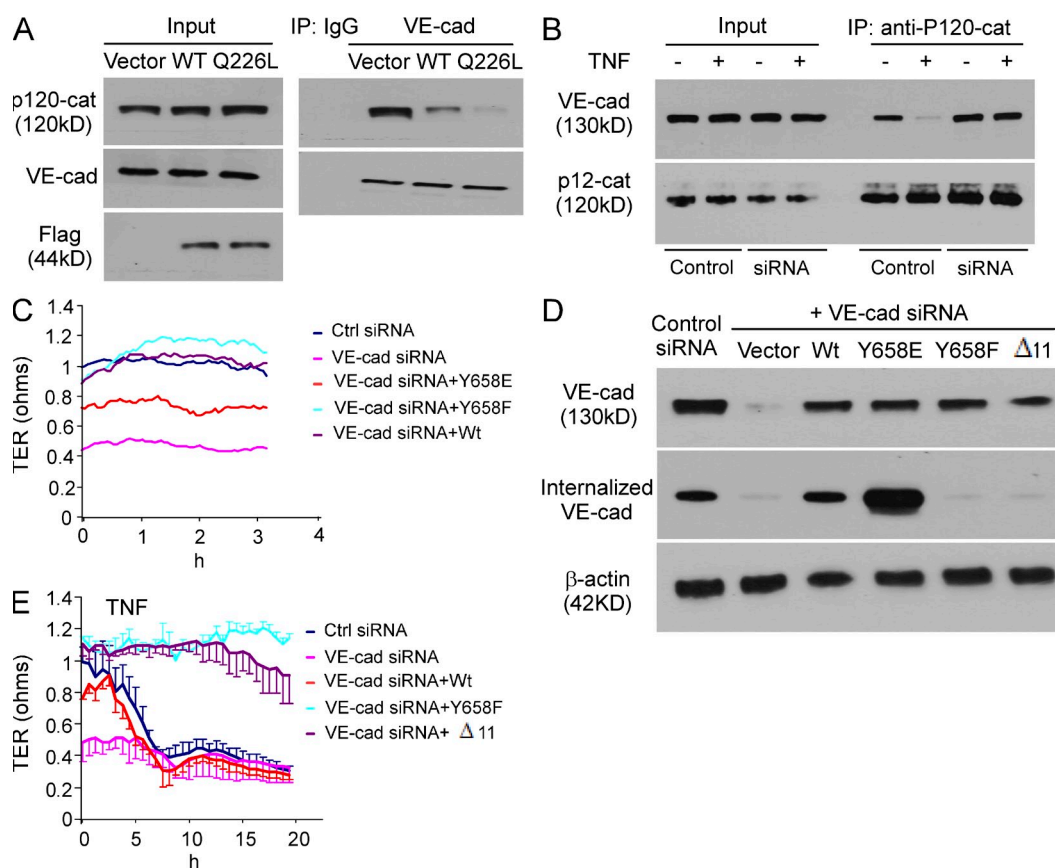 A
Input
IP: IgG
VE-cad
Vector WT Q226L
Vector WT Q226L
p120-cat
(120kD)
VE-cad
Flag
(44kD)
B
Input
IP: anti-P120-cat
TNF - + - + - + - +
VE-cad
(130kD)
p12-cat
(120kD)
Control siRNA Control siRNA
C
TER (ohms)
1.4
1.2
1
0.8
0.6
0.4
0.2
0
0 1 2 3 4
h
Ctrl siRNA
VE-cad siRNA
VE-cad siRNA+Y658E
VE-cad siRNA+Y658F
VE-cad siRNA+Wt
D
+ VE-cad siRNA
Control
siRNA
Vector Wt Y658E Y658F Δ11
VE-cad
(130kD)
Internalized
VE-cad
β-actin
(42KD)
E
TNF
TER (ohms)
1.4
1.2
1
0.8
0.6
0.4
0.2
0
0 5 10 15 20
h
Ctrl siRNA
VE-cad siRNA
VE-cad siRNA+Wt
VE-cad siRNA+Y658F
VE-cad siRNA+ Δ 11